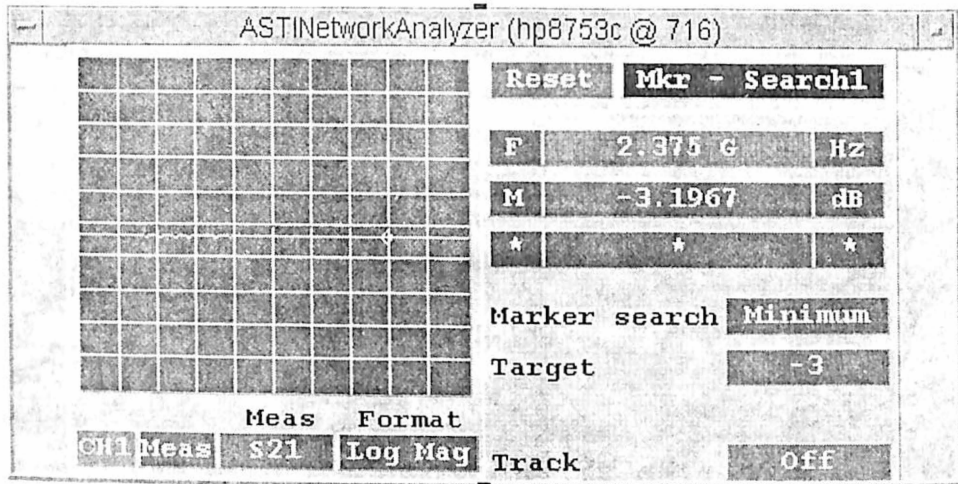 ASTINetworkAnalyzer (hp8753c @ 716)
Reset Mkr - Search1
F 2.375 G Hz
M -3.1967 dB
* * *
Marker search Minimum
Target -3
Meas Format
CH1 Meas S21 Log Mag
Track Off